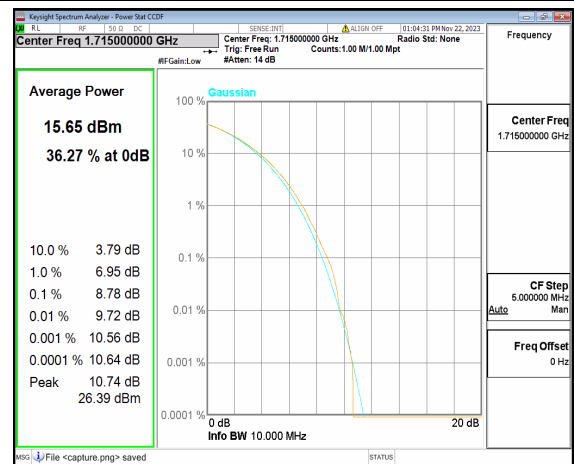 Keysight Spectrum Analyzer - Power Stat CCDF
RL RF 50 Ω DC SENSE:INT ALIGN OFF 01:04:31 PM Nov 22, 2023
Center Freq 1.715000000 GHz
Center Freq: 1.715000000 GHz Radio Std: None
Trig: Free Run Counts:1.00 M/1.00 Mpt
#IFGain:Low #Atten: 14 dB
Frequency
Average Power
15.65 dBm
36.27 % at 0dB
10.0 % 3.79 dB
1.0 % 6.95 dB
0.1 % 8.78 dB
0.01 % 9.72 dB
0.001 % 10.56 dB
0.0001 % 10.64 dB
Peak 10.74 dB
26.39 dBm
Gaussian
100 %
10 %
1 %
0.1 %
0.01 %
0.001 %
0.0001 %
0 dB 20 dB
Info BW 10.000 MHz
Center Freq
1.715000000 GHz
CF Step
5.000000 MHz
Auto Man
Freq Offset
0 Hz
MSG File <capture.png> saved STATUS